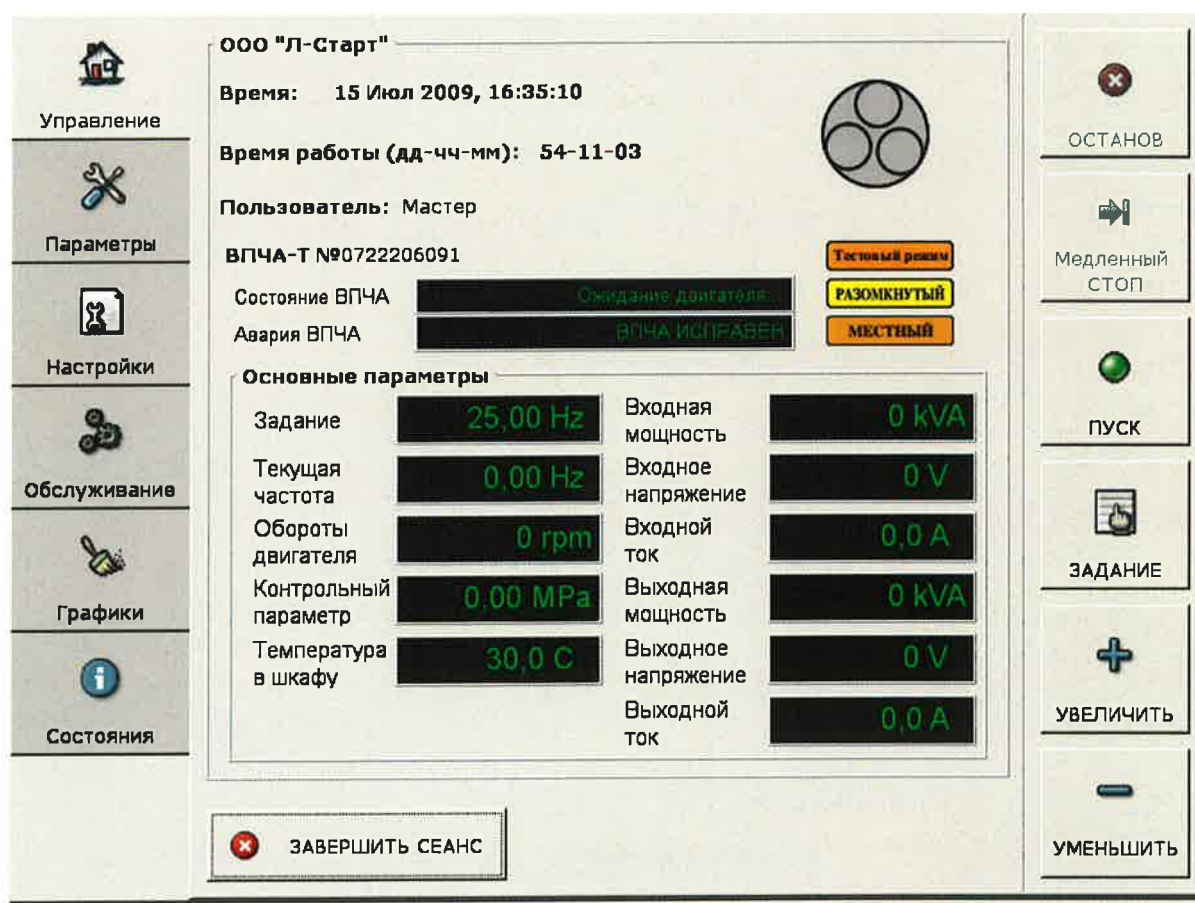 Управление
Параметры
Настройки
Обслуживание
Графики
Состояния
ООО "Л-Старт"
Время: 15 Июл 2009, 16:35:10
Время работы (дд-чч-мм): 54-11-03
Пользователь: Мастер
ВПЧА-Т №0722206091
Тестовый режим
Состояние ВПЧА Ожидание двигателя
РАЗОМКНУТЫЙ
Авария ВПЧА ВПЧА ИСПРАВЕН
МЕСТНЫЙ
Основные параметры
Задание 25,00 Hz
Текущая
частота 0,00 Hz
Обороты
двигателя 0 rpm
Контрольный
параметр 0,00 MPa
Температура
в шкафу 30,0 C
Входная
мощность 0 kVA
Входное
напряжение 0 V
Входной
ток 0,0 A
Выходная
мощность 0 kVA
Выходное
напряжение 0 V
Выходной
ток 0,0 A
ЗАВЕРШИТЬ СЕАНС
ОСТАНОВ
Медленный
СТОП
ПУСК
ЗАДАНИЕ
УВЕЛИЧИТЬ
УМЕНЬШИТЬ